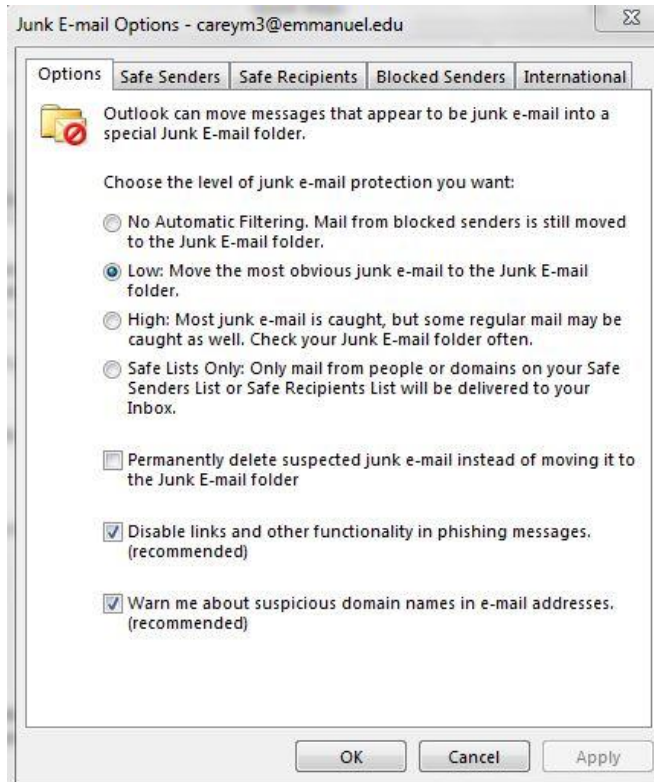 Junk E-mail Options - careym3@emmanuel.edu
Options Safe Senders Safe Recipients Blocked Senders International
Outlook can move messages that appear to be junk e-mail into a
special Junk E-mail folder.
Choose the level of junk e-mail protection you want:
No Automatic Filtering. Mail from blocked senders is still moved
to the Junk E-mail folder.
Low: Move the most obvious junk e-mail to the Junk E-mail
folder.
High: Most junk e-mail is caught, but some regular mail may be
caught as well. Check your Junk E-mail folder often.
Safe Lists Only: Only mail from people or domains on your Safe
Senders List or Safe Recipients List will be delivered to your
Inbox.
Permanently delete suspected junk e-mail instead of moving it to
the Junk E-mail folder
Disable links and other functionality in phishing messages.
(recommended)
Warn me about suspicious domain names in e-mail addresses.
(recommended)
OK Cancel Apply